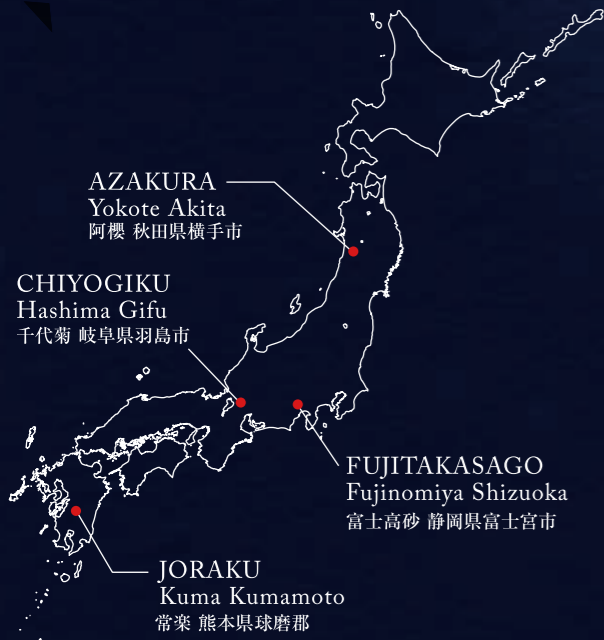 AZAKURA
Yokote Akita
阿櫻 秋田県横手市
CHIYOGIKU
Hashima Gifu
千代菊 岐阜県羽島市
FUJITAKASAGO
Fujinomiya Shizuoka
富士高砂 静岡県富士宮市
JORAKU
Kuma Kumamoto
常楽 熊本県球磨郡